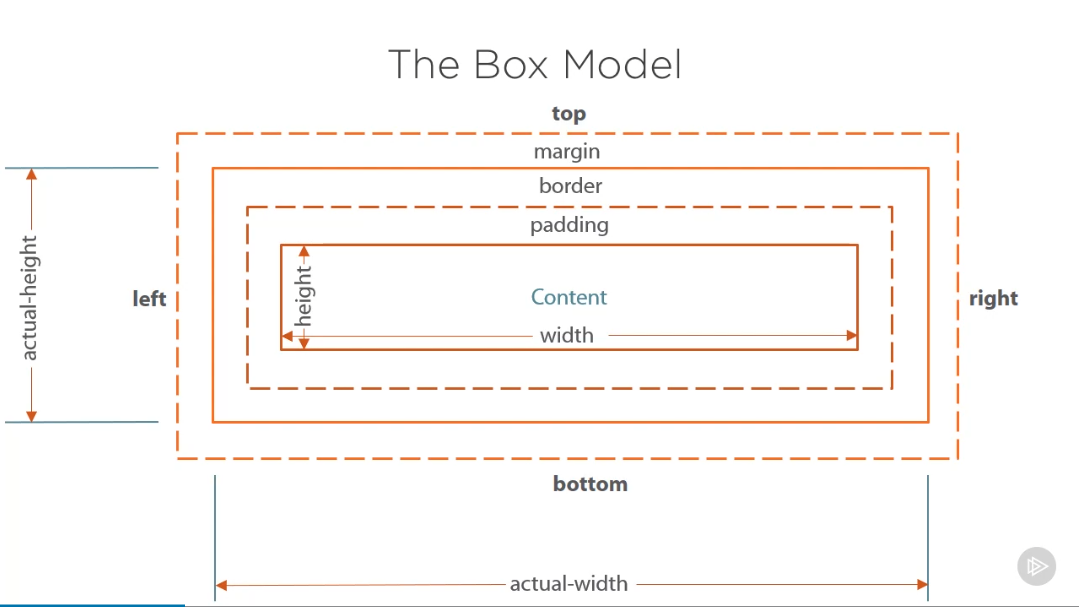 The Box Model
top
margin
border
padding
actual-height
left
height
Content
width
right
bottom
actual-width